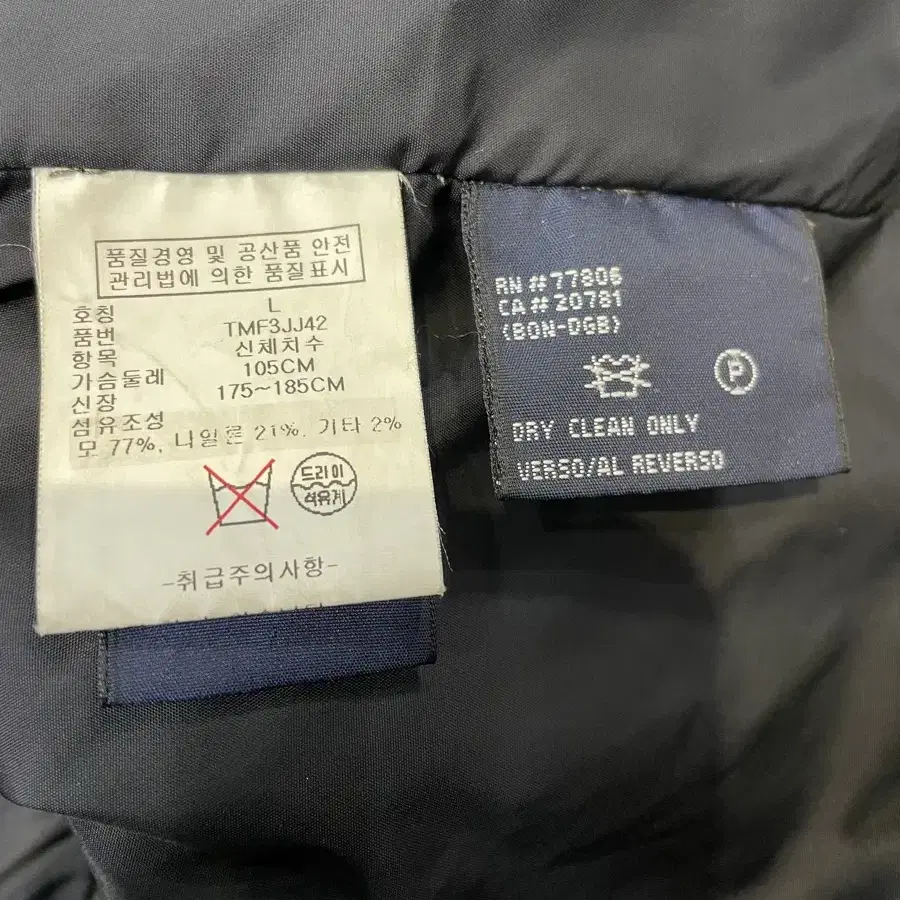 품질경영 및 공산품 안전
관리법에 의한 품질표시
호칭 L
품번 TMF3JJ42
항목 신체치수
가슴둘레 105CM
신장 175~185CM
섬유조성
모 77%, 나일론 21%, 기타 2%
드라이
석유계
-취급주의사항-
RN#77806
CA#20781
(BON-DGB)
P
DRY CLEAN ONLY
VERSO/AL REVERSO